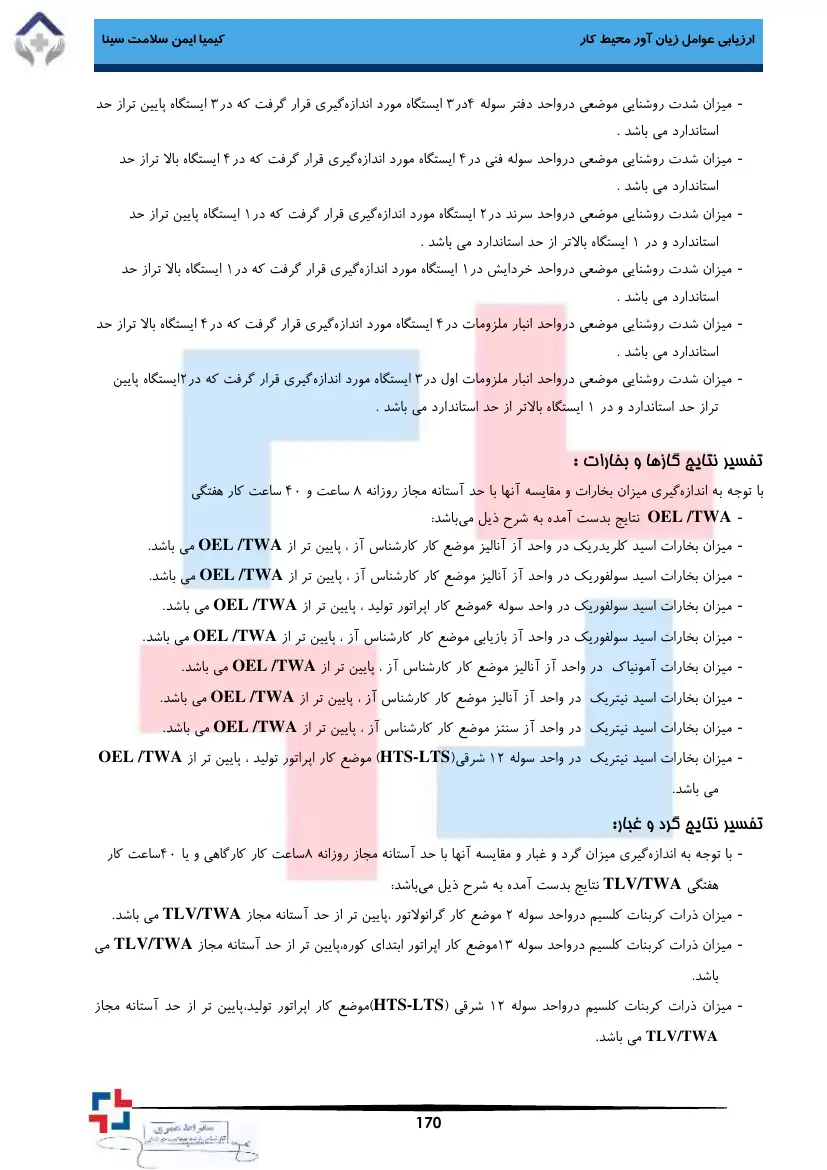 ارزیابی عوامل زیان آور محیط کار
کیمیا ایمن سلامت سینا
- میزان شدت روشنایی موضعی درواحد دفتر سوله ۴در۳ ایستگاه مورد اندازه‌گیری قرار گرفت که در۳ ایستگاه پایین تراز حد
استاندارد می باشد .
- میزان شدت روشنایی موضعی درواحد سوله فنی در۴ ایستگاه مورد اندازه‌گیری قرار گرفت که در۴ ایستگاه بالا تراز حد
استاندارد می باشد .
- میزان شدت روشنایی موضعی درواحد سرند در۲ ایستگاه مورد اندازه‌گیری قرار گرفت که در۱ ایستگاه پایین تراز حد
استاندارد و در ۱ ایستگاه بالاتر از حد استاندارد می باشد .
- میزان شدت روشنایی موضعی درواحد خردایش در۱ ایستگاه مورد اندازه‌گیری قرار گرفت که در۱ ایستگاه بالا تراز حد
استاندارد می باشد .
- میزان شدت روشنایی موضعی درواحد انبار ملزومات در۴ ایستگاه مورد اندازه‌گیری قرار گرفت که در۴ ایستگاه بالا تراز حد
استاندارد می باشد .
- میزان شدت روشنایی موضعی درواحد انبار ملزومات اول در۳ ایستگاه مورد اندازه‌گیری قرار گرفت که در۲ایستگاه پایین
تراز حد استاندارد و در ۱ ایستگاه بالاتر از حد استاندارد می باشد .
تفسیر نتایج گازها و بخارات :
با توجه به اندازه‌گیری میزان بخارات و مقایسه آنها با حد آستانه مجاز روزانه ۸ ساعت و ۴۰ ساعت کار هفتگی
- OEL /TWA نتایج بدست آمده به شرح ذیل می‌باشد:
- میزان بخارات اسید کلریدریک در واحد آز آنالیز موضع کار کارشناس آز ، پایین تر از OEL /TWA می باشد.
- میزان بخارات اسید سولفوریک در واحد آز آنالیز موضع کار کارشناس آز ، پایین تر از OEL /TWA می باشد.
- میزان بخارات اسید سولفوریک در واحد سوله ۶موضع کار اپراتور تولید ، پایین تر از OEL /TWA می باشد.
- میزان بخارات اسید سولفوریک در واحد آز بازیابی موضع کار کارشناس آز ، پایین تر از OEL /TWA می باشد.
- میزان بخارات آمونیاک در واحد آز آنالیز موضع کار کارشناس آز ، پایین تر از OEL /TWA می باشد.
- میزان بخارات اسید نیتریک در واحد آز آنالیز موضع کار کارشناس آز ، پایین تر از OEL /TWA می باشد.
- میزان بخارات اسید نیتریک در واحد آز سنتز موضع کار کارشناس آز ، پایین تر از OEL /TWA می باشد.
- میزان بخارات اسید نیتریک در واحد سوله ۱۲ شرقی(HTS-LTS) موضع کار اپراتور تولید ، پایین تر از OEL /TWA
می باشد.
تفسیر نتایج گرد و غبار:
- با توجه به اندازه‌گیری میزان گرد و غبار و مقایسه آنها با حد آستانه مجاز روزانه ۸ساعت کار کارگاهی و یا ۴۰ساعت کار
هفتگی TLV/TWA نتایج بدست آمده به شرح ذیل می‌باشد:
- میزان ذرات کربنات کلسیم درواحد سوله ۲ موضع کار گرانولاتور ،پایین تر از حد آستانه مجاز TLV/TWA می باشد.
- میزان ذرات کربنات کلسیم درواحد سوله ۱۳موضع کار اپراتور ابتدای کوره،پایین تر از حد آستانه مجاز TLV/TWA می
باشد.
- میزان ذرات کربنات کلسیم درواحد سوله ۱۲ شرقی (HTS-LTS)موضع کار اپراتور تولید،پایین تر از حد آستانه مجاز
TLV/TWA می باشد.
170